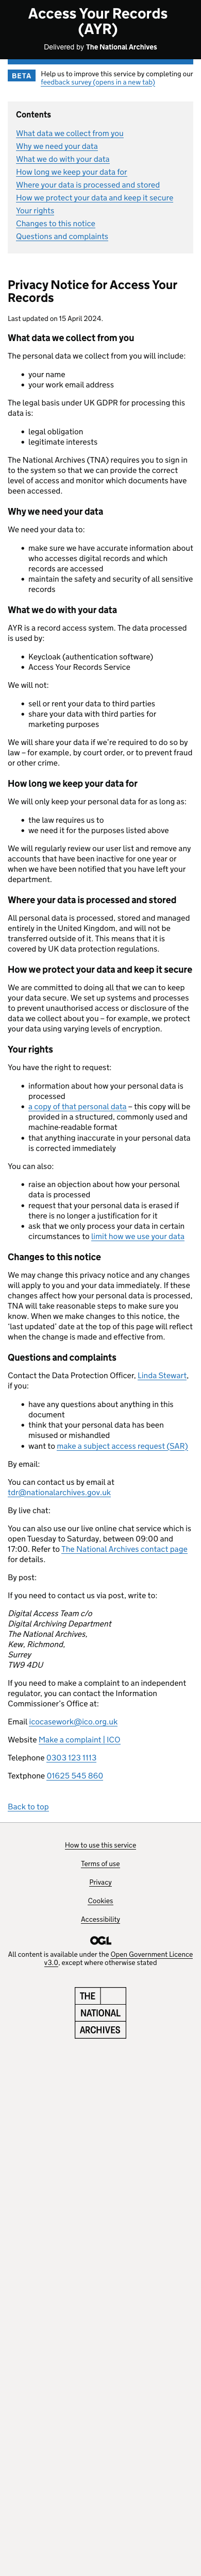 Access Your Records
(AYR)
Delivered by The National Archives
BETA
Help us to improve this service by completing our
feedback survey (opens in a new tab)
Contents
What data we collect from you
Why we need your data
What we do with your data
How long we keep your data for
Where your data is processed and stored
How we protect your data and keep it secure
Your rights
Changes to this notice
Questions and complaints
Privacy Notice for Access Your
Records
Last updated on 15 April 2024.
What data we collect from you
The personal data we collect from you will include:
• your name
• your work email address
The legal basis under UK GDPR for processing this
data is:
• legal obligation
• legitimate interests
The National Archives (TNA) requires you to sign in
to the system so that we can provide the correct
level of access and monitor which documents have
been accessed.
Why we need your data
We need your data to:
• make sure we have accurate information about
who accesses digital records and which
records are accessed
• maintain the safety and security of all sensitive
records
What we do with your data
AYR is a record access system. The data processed
is used by:
• Keycloak (authentication software)
• Access Your Records Service
We will not:
• sell or rent your data to third parties
• share your data with third parties for
marketing purposes
We will share your data if we’re required to do so by
law – for example, by court order, or to prevent fraud
or other crime.
How long we keep your data for
We will only keep your personal data for as long as:
• the law requires us to
• we need it for the purposes listed above
We will regularly review our user list and remove any
accounts that have been inactive for one year or
when we have been notified that you have left your
department.
Where your data is processed and stored
All personal data is processed, stored and managed
entirely in the United Kingdom, and will not be
transferred outside of it. This means that it is
covered by UK data protection regulations.
How we protect your data and keep it secure
We are committed to doing all that we can to keep
your data secure. We set up systems and processes
to prevent unauthorised access or disclosure of the
data we collect about you – for example, we protect
your data using varying levels of encryption.
Your rights
You have the right to request:
• information about how your personal data is
processed
• a copy of that personal data – this copy will be
provided in a structured, commonly used and
machine-readable format
• that anything inaccurate in your personal data
is corrected immediately
You can also:
• raise an objection about how your personal
data is processed
• request that your personal data is erased if
there is no longer a justification for it
• ask that we only process your data in certain
circumstances to limit how we use your data
Changes to this notice
We may change this privacy notice and any changes
will apply to you and your data immediately. If these
changes affect how your personal data is processed,
TNA will take reasonable steps to make sure you
know. When we make changes to this notice, the
‘last updated’ date at the top of this page will reflect
when the change is made and effective from.
Questions and complaints
Contact the Data Protection Officer, Linda Stewart,
if you:
• have any questions about anything in this
document
• think that your personal data has been
misused or mishandled
• want to make a subject access request (SAR)
By email:
You can contact us by email at
tdr@nationalarchives.gov.uk
By live chat:
You can also use our live online chat service which is
open Tuesday to Saturday, between 09:00 and
17:00. Refer to The National Archives contact page
for details.
By post:
If you need to contact us via post, write to:
Digital Access Team c/o
Digital Archiving Department
The National Archives,
Kew, Richmond,
Surrey
TW9 4DU
If you need to make a complaint to an independent
regulator, you can contact the Information
Commissioner’s Office at:
Email icocasework@ico.org.uk
Website Make a complaint | ICO
Telephone 0303 123 1113
Textphone 01625 545 860
Back to top
How to use this service
Terms of use
Privacy
Cookies
Accessibility
OGL
All content is available under the Open Government Licence
v3.0, except where otherwise stated
THE
NATIONAL
ARCHIVES